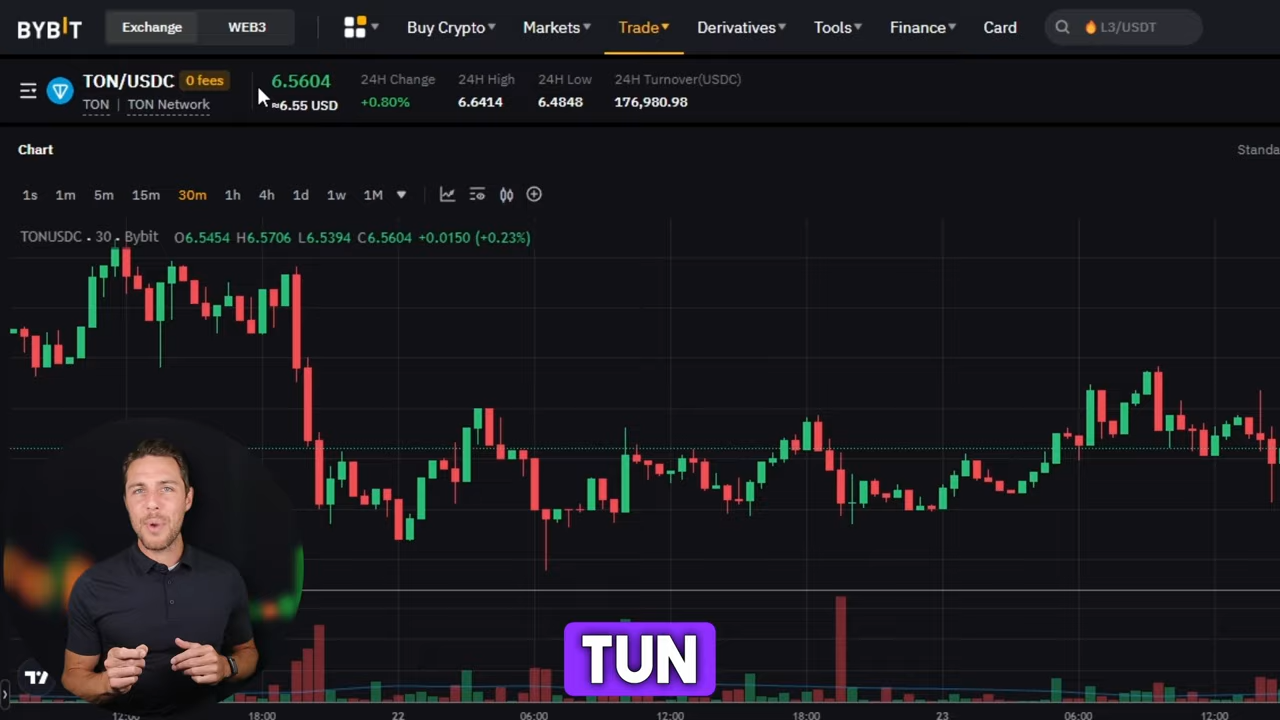 BYBIT Exchange WEB3 Buy Crypto Markets Trade Derivatives Tools Finance Card L3/USDT
TON/USDC 0 fees 6.5604 24H Change 24H High 24H Low 24H Turnover(USDC)
TON | TON Network ≈6.55 USD +0.80% 6.6414 6.4848 176,980.98
Chart Standa
1s 1m 5m 15m 30m 1h 4h 1d 1w 1M
TONUSDC · 30 · Bybit O6.5454 H6.5706 L6.5394 C6.5604 +0.0150 (+0.23%)
TUN
12:00 18:00 22 06:00 12:00 18:00 23 06:00 12:00